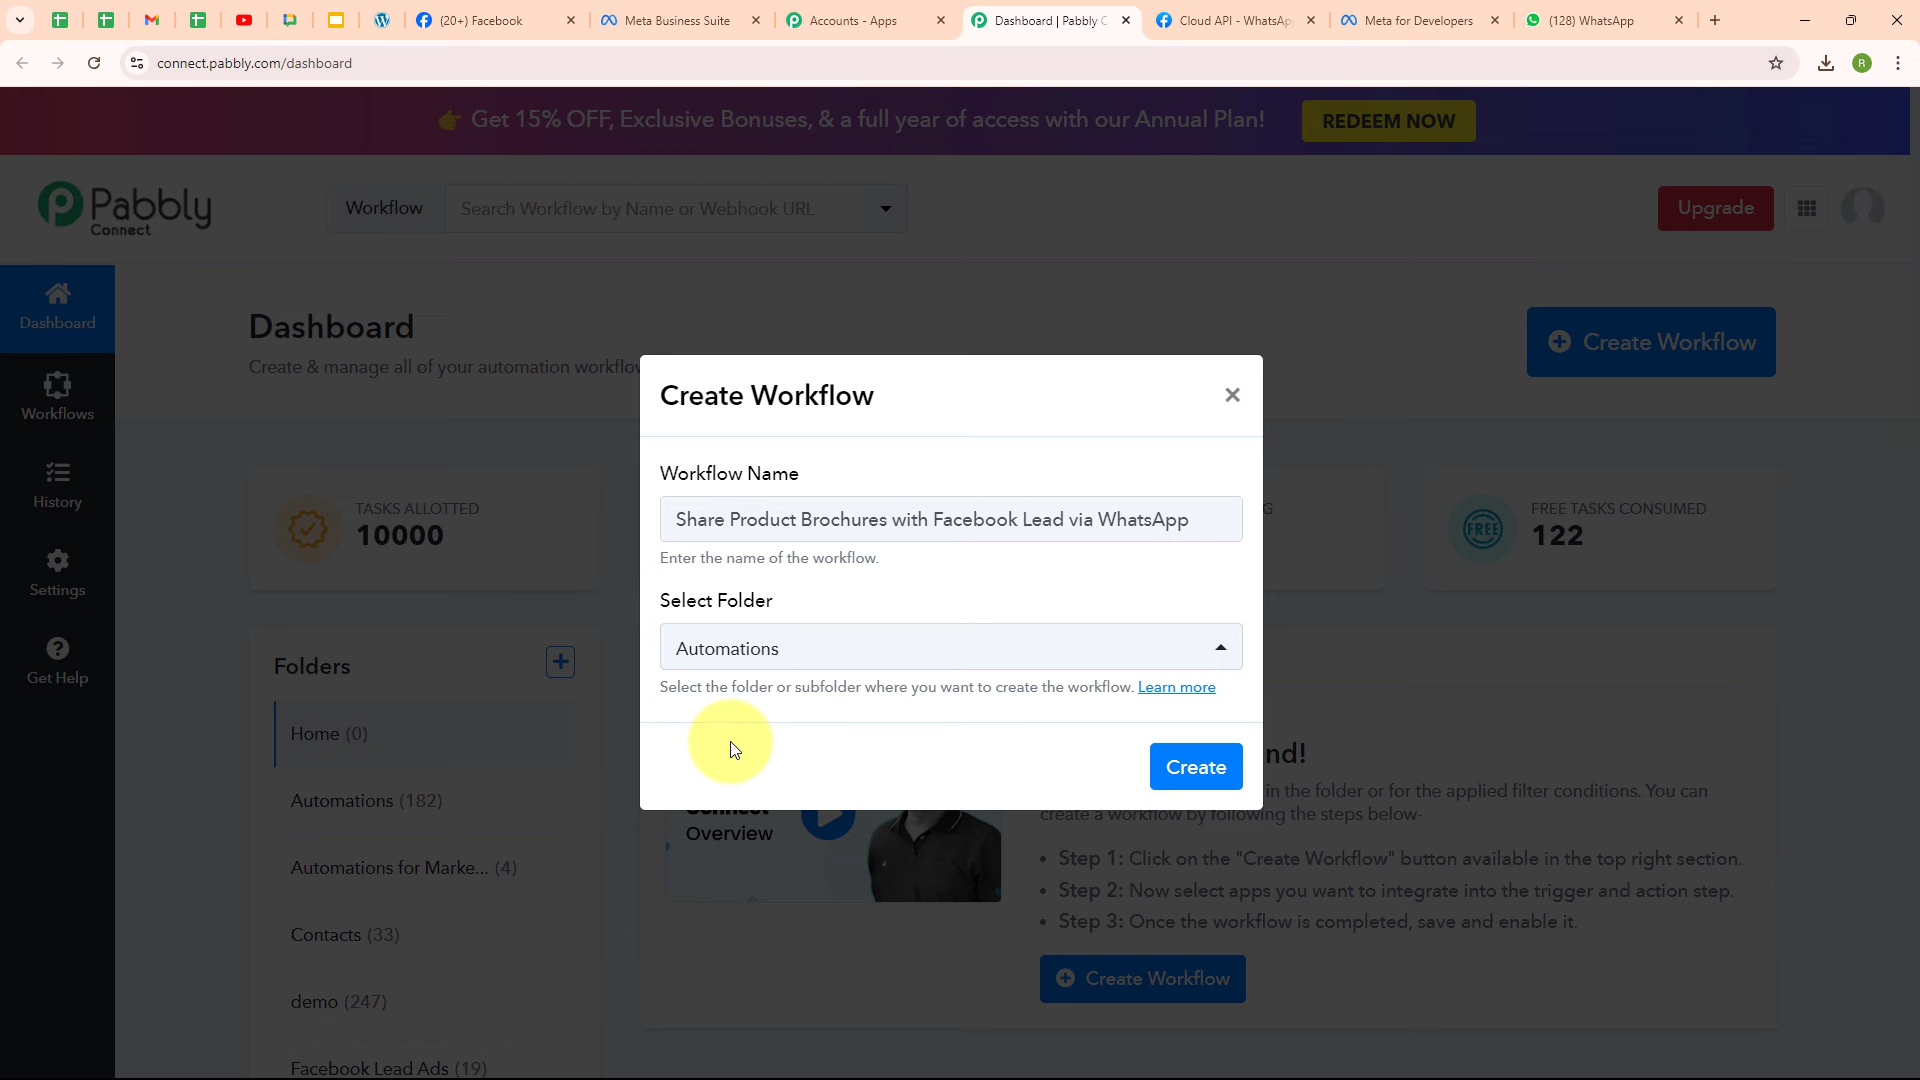 (20+) Facebook
Meta Business Suite
Accounts - Apps
Dashboard | Pabbly C
Cloud API - WhatsAp
Meta for Developers
(128) WhatsApp
connect.pabbly.com/dashboard
R
👉 Get 15% OFF, Exclusive Bonuses, & a full year of access with our Annual Plan!
REDEEM NOW
Pabbly
Connect
Workflow
Search Workflow by Name or Webhook URL
Upgrade
Dashboard
Workflows
History
Settings
Get Help
Dashboard
Create & manage all of your automation workflow
Create Workflow
TASKS ALLOTTED
10000
G
FREE
FREE TASKS CONSUMED
122
Folders
Home (0)
Automations (182)
Automations for Marke... (4)
Contacts (33)
demo (247)
Facebook Lead Ads (19)
Create Workflow
Workflow Name
Share Product Brochures with Facebook Lead via WhatsApp
Enter the name of the workflow.
Select Folder
Automations
Select the folder or subfolder where you want to create the workflow. Learn more
Create
Overview
nd!
in the folder or for the applied filter conditions. You can
create a workflow by following the steps below-
• Step 1: Click on the "Create Workflow" button available in the top right section.
• Step 2: Now select apps you want to integrate into the trigger and action step.
• Step 3: Once the workflow is completed, save and enable it.
Create Workflow